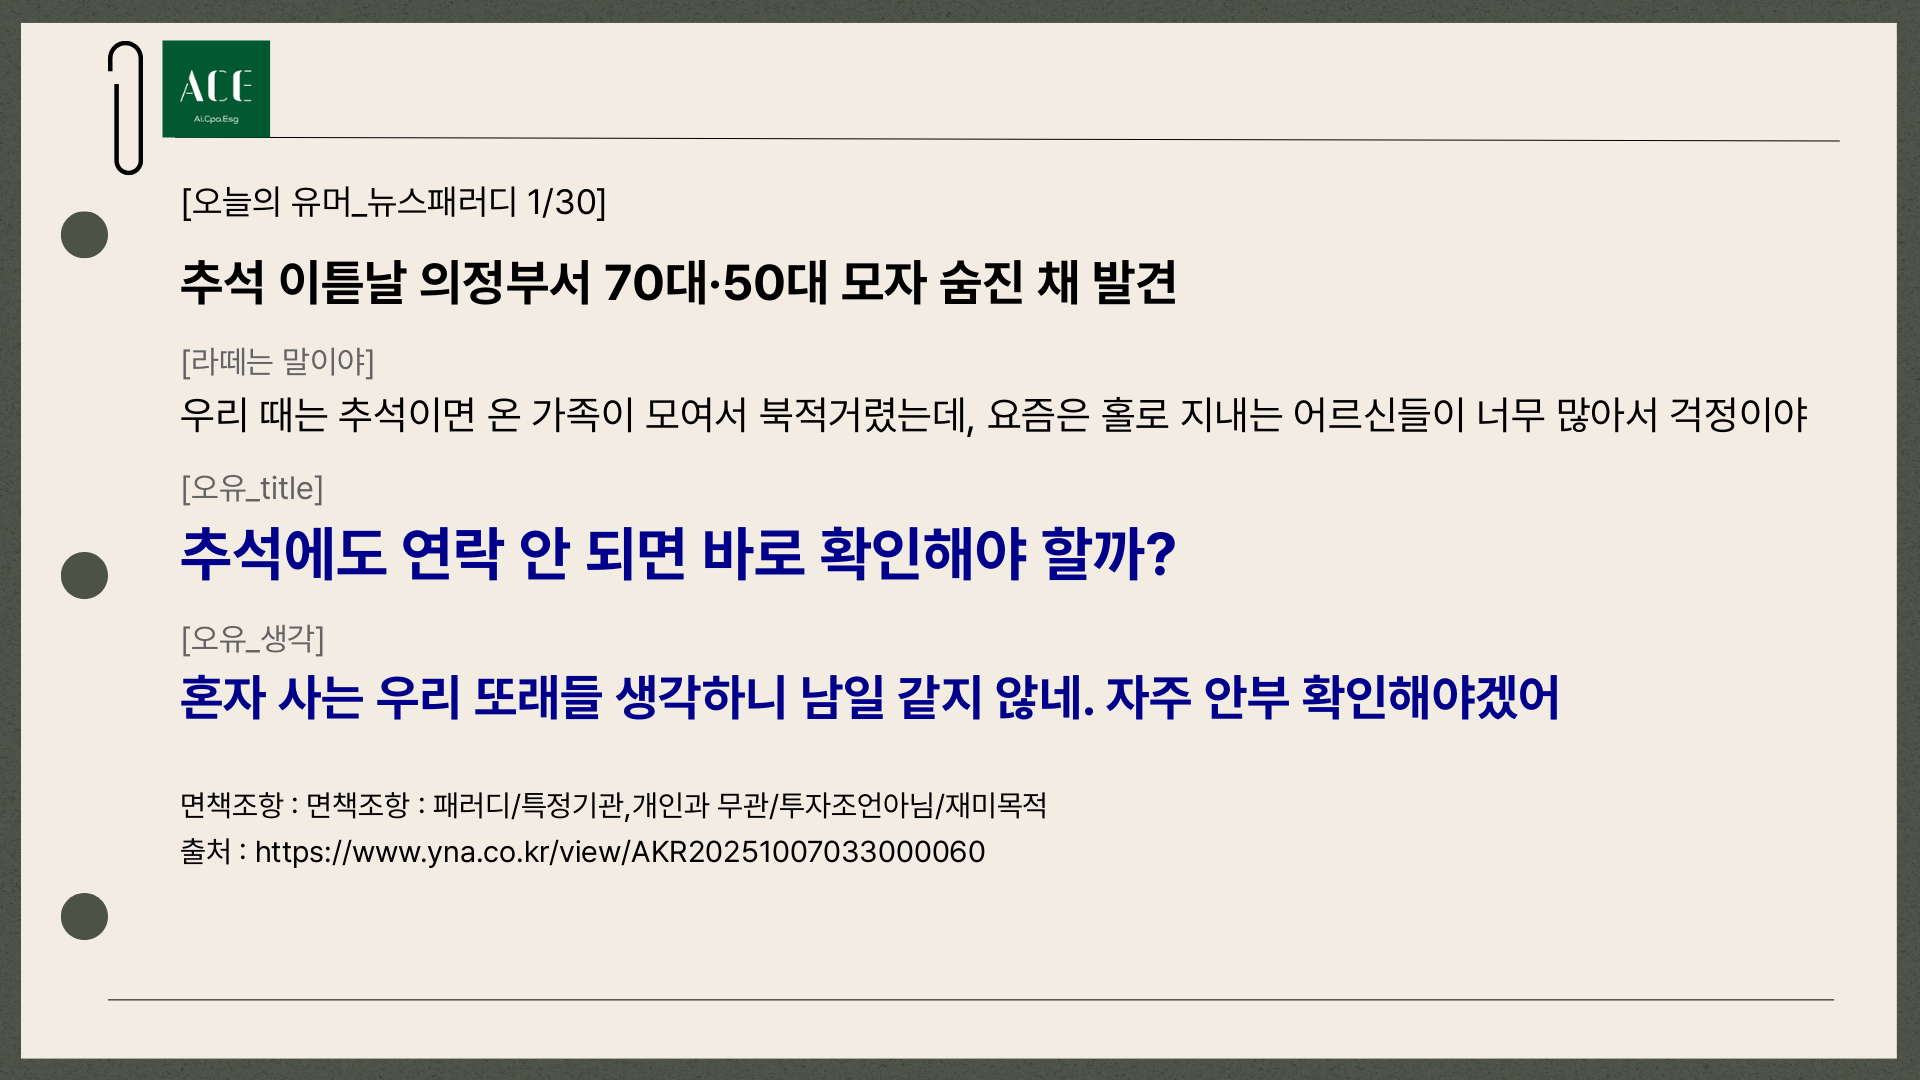 ACE
Ai.Cpa.Esg
[오늘의 유머_뉴스패러디 1/30]
추석 이튿날 의정부서 70대·50대 모자 숨진 채 발견
[라떼는 말이야]
우리 때는 추석이면 온 가족이 모여서 북적거렸는데, 요즘은 홀로 지내는 어르신들이 너무 많아서 걱정이야
[오유_title]
추석에도 연락 안 되면 바로 확인해야 할까?
[오유_생각]
혼자 사는 우리 또래들 생각하니 남일 같지 않네. 자주 안부 확인해야겠어
면책조항 : 면책조항 : 패러디/특정기관,개인과 무관/투자조언아님/재미목적
출처 : https://www.yna.co.kr/view/AKR20251007033000060